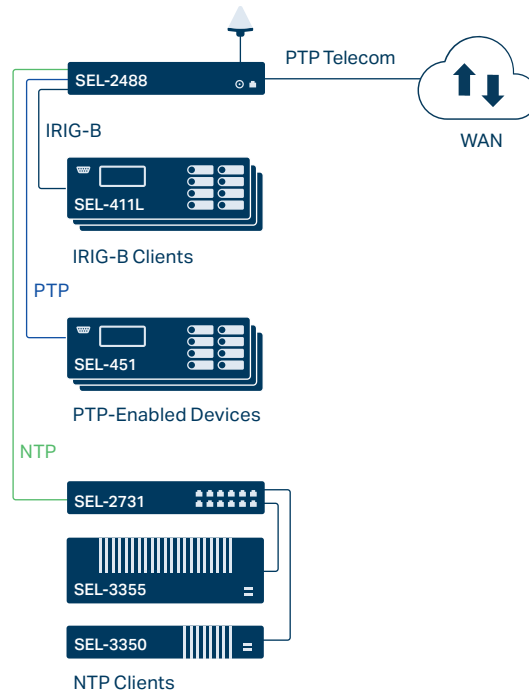 PTP Telecom
SEL-2488
WAN
IRIG-B
SEL-411L
IRIG-B Clients
PTP
SEL-451
PTP-Enabled Devices
NTP
SEL-2731
SEL-3355
SEL-3350
NTP Clients